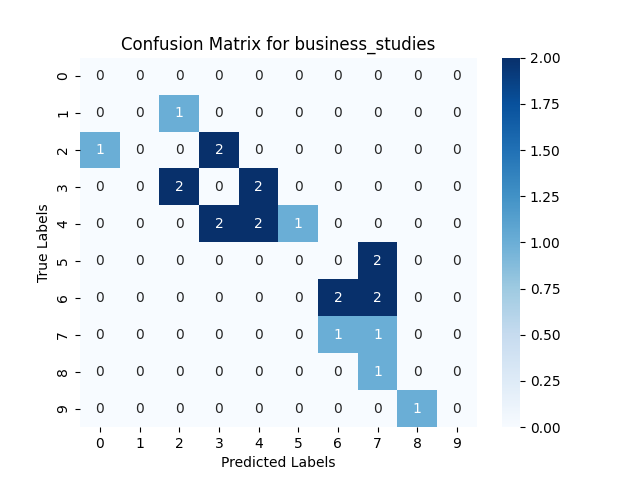 Confusion Matrix for business_studies
0 0 0 0 0 0 0 0 0 0 0
1 0 0 1 0 0 0 0 0 0 0
2 1 0 0 2 0 0 0 0 0 0
3 0 0 2 0 2 0 0 0 0 0
4 0 0 0 2 2 1 0 0 0 0
5 0 0 0 0 0 0 0 2 0 0
6 0 0 0 0 0 0 2 2 0 0
7 0 0 0 0 0 0 1 1 0 0
8 0 0 0 0 0 0 0 1 0 0
9 0 0 0 0 0 0 0 0 1 0
0 1 2 3 4 5 6 7 8 9
Predicted Labels
True Labels
2.00
1.75
1.50
1.25
1.00
0.75
0.50
0.25
0.00